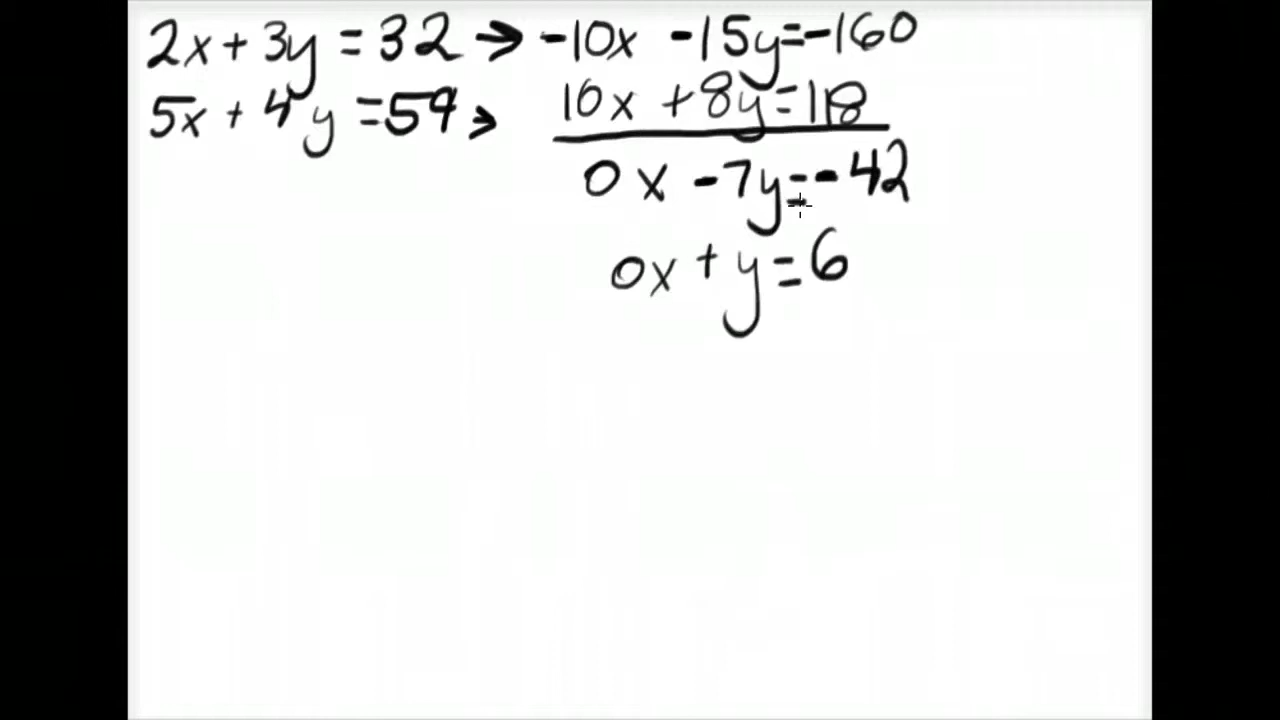 2x + 3y = 32 → -10x -15y = -160
5x + 4y = 59 → 10x + 8y = 118
0x - 7y = -42
0x + y = 6